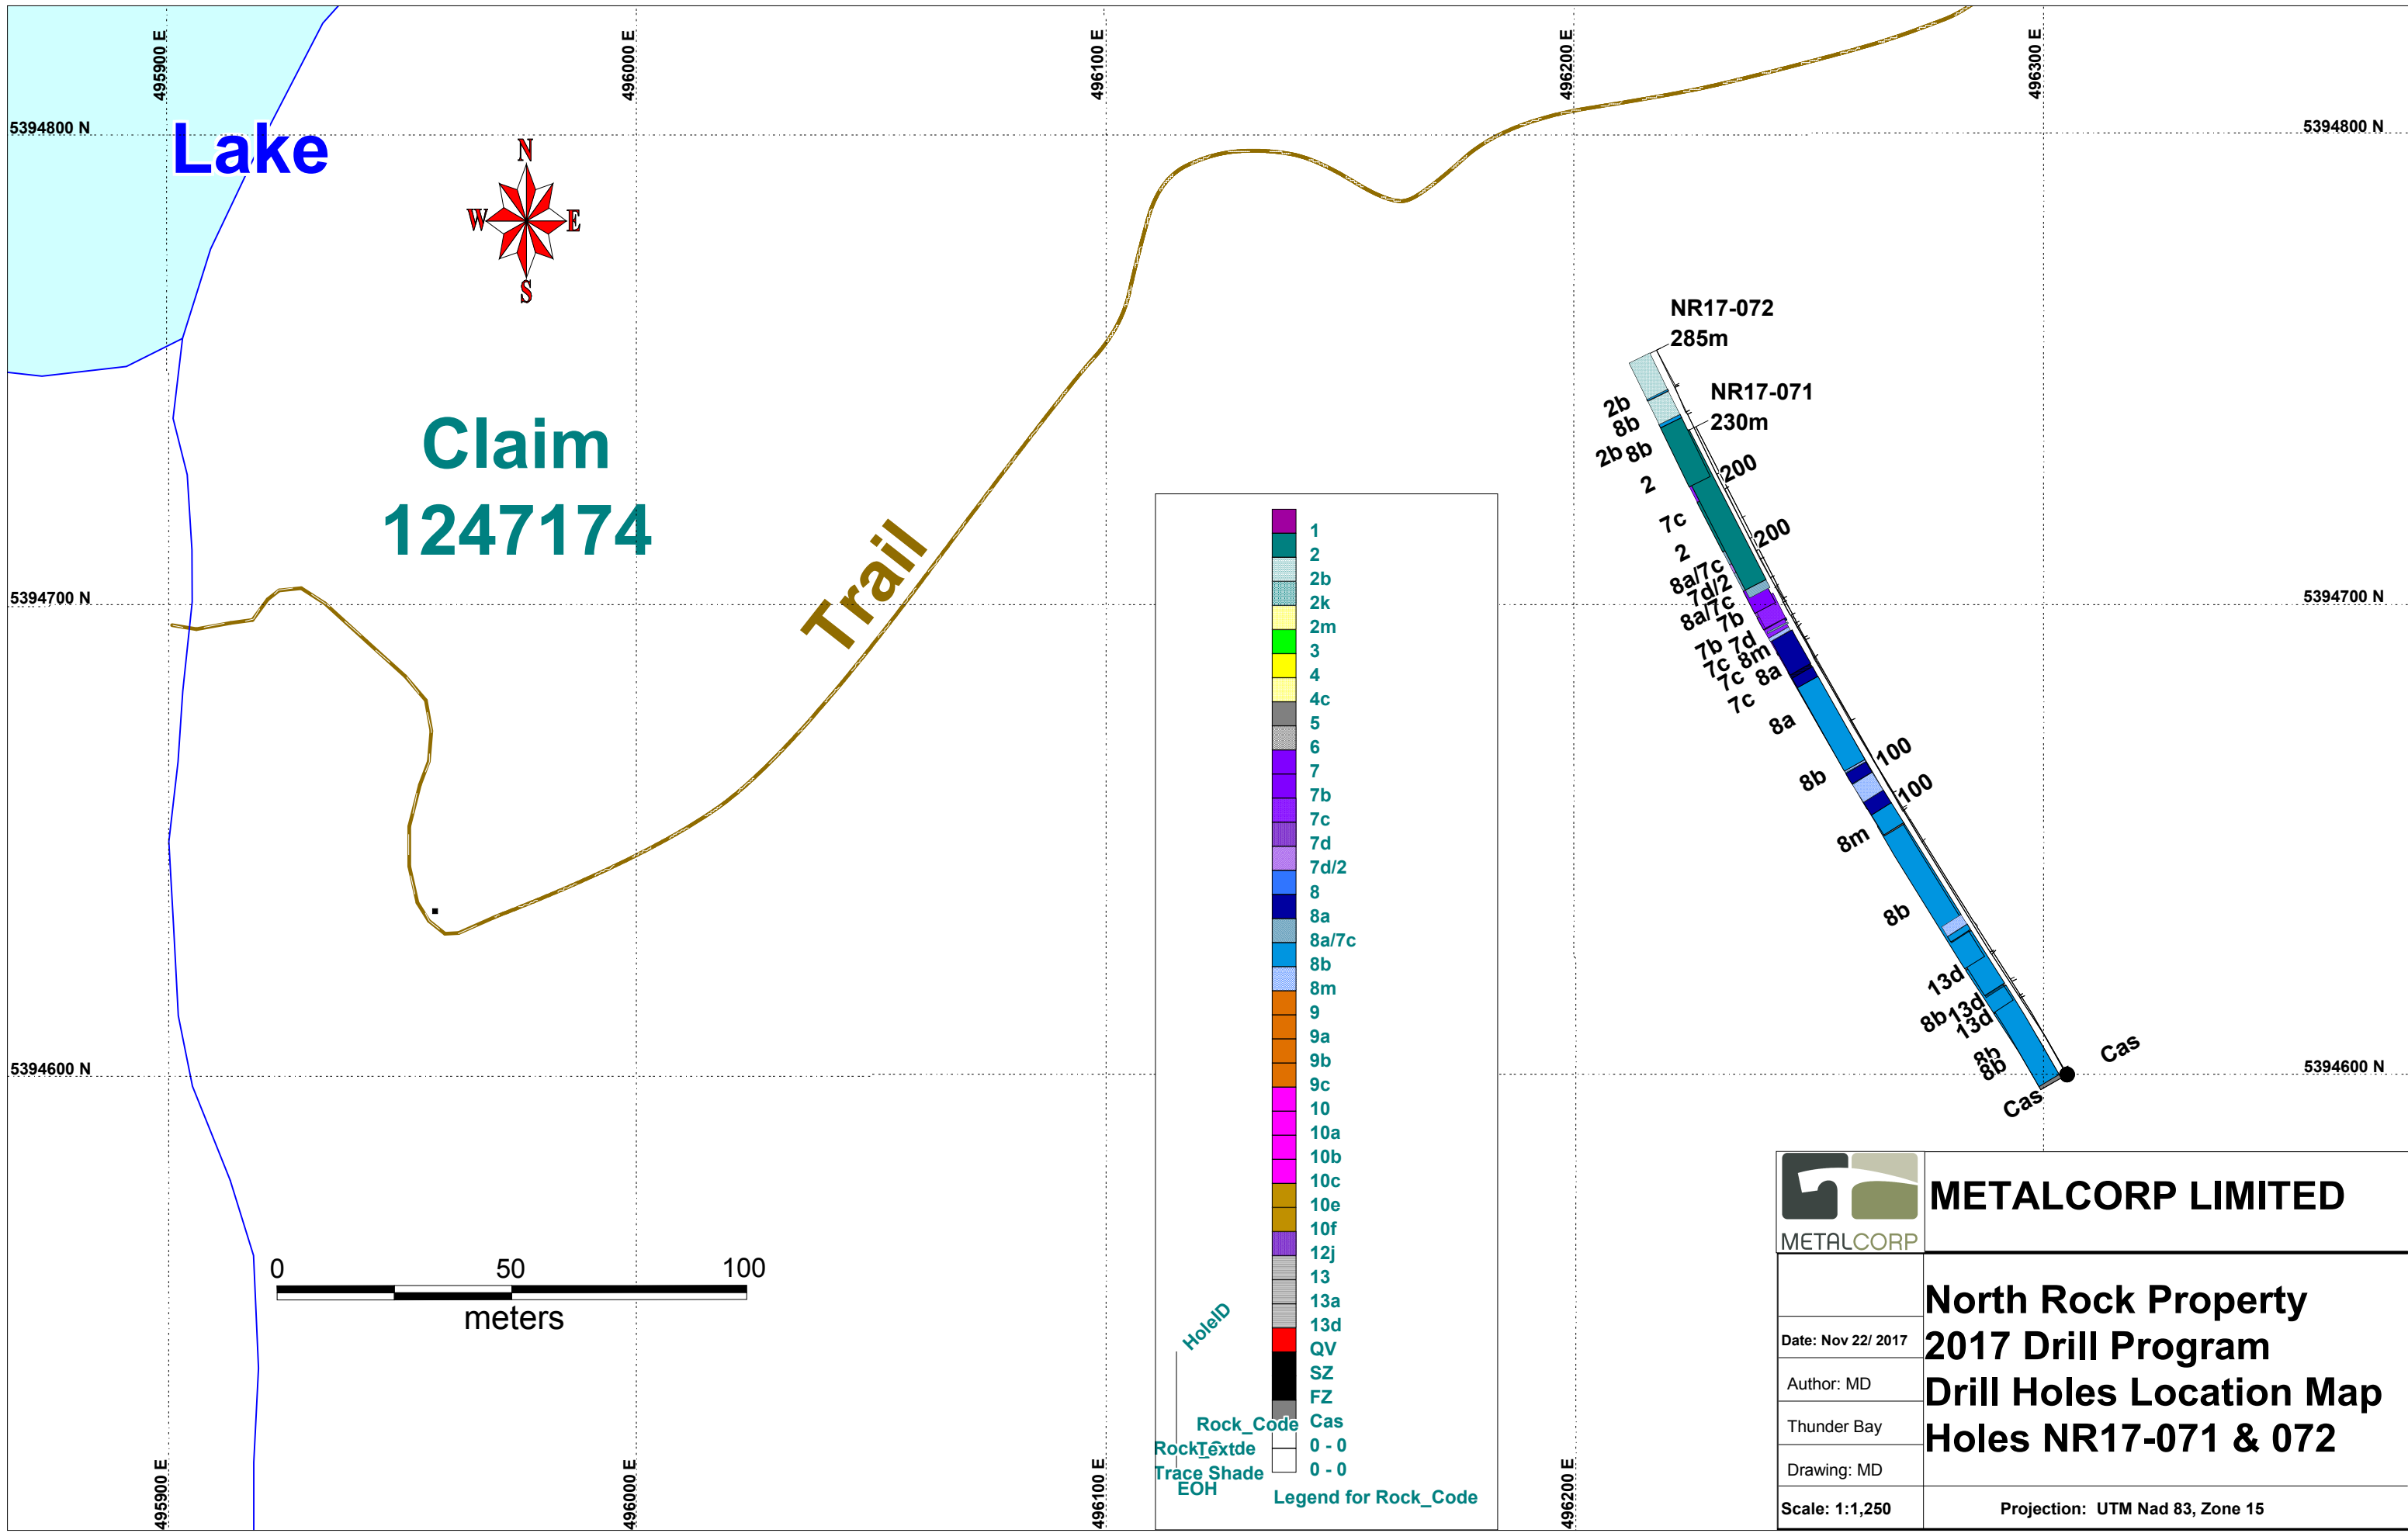 495900 E
496000 E
496100 E
496200 E
496300 E
5394800 N
5394800 N
Lake
N
W
E
S
NR17-072
285m
NR17-071
230m
Claim
1247174
Trail
5394700 N
5394700 N
2b
8b
2b
8b
2
7c
2
8a/7c
7d/2
8a/7c
7b
7b
7d
7c
8m
7c
8a
7c
8a
8b
8m
8b
13d
8b
13d
13d
8b
8b
200
200
100
100
Cas
Cas
5394600 N
5394600 N
1
2
2b
2k
2m
3
4
4c
5
6
7
7b
7c
7d
7d/2
8
8a
8a/7c
8b
8m
9
9a
9b
9c
10
10a
10b
10c
10e
10f
12j
13
13a
13d
QV
SZ
FZ
Cas
0 - 0
0 - 0
HoleID
Rock_Code
Text
Trace Shade
EOH
Legend for Rock_Code
0 50 100
meters
METALCORP
METALCORP LIMITED
North Rock Property
2017 Drill Program
Drill Holes Location Map
Holes NR17-071 & 072
Date: Nov 22/ 2017
Author: MD
Thunder Bay
Drawing: MD
Scale: 1:1,250
Projection: UTM Nad 83, Zone 15
495900 E
496000 E
496100 E
496200 E